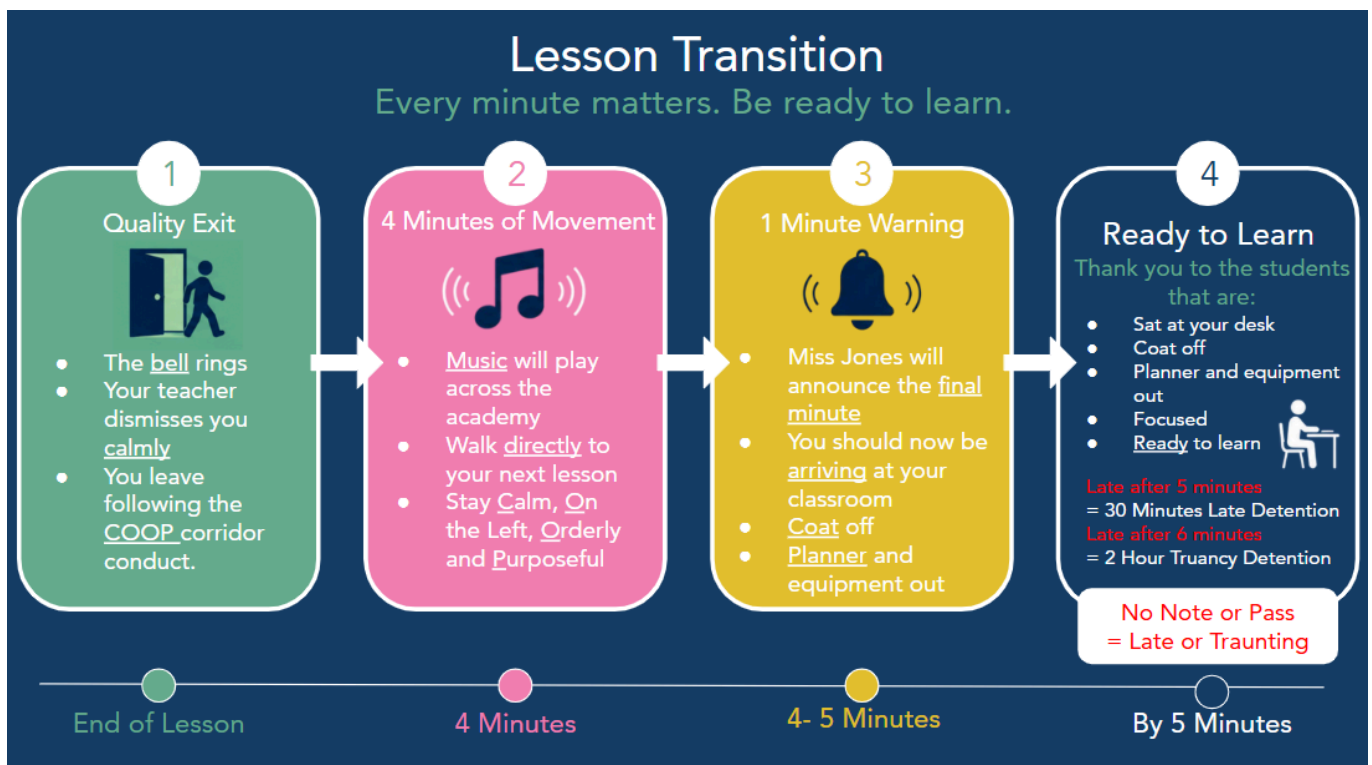 Lesson Transition
Every minute matters. Be ready to learn.
1
Quality Exit
● The bell rings
● Your teacher
dismisses you
calmly
● You leave
following the
COOP corridor
conduct.
2
4 Minutes of Movement
● Music will play
across the
academy
● Walk directly to
your next lesson
● Stay Calm, On
the Left, Orderly
and Purposeful
3
1 Minute Warning
● Miss Jones will
announce the final
minute
● You should now be
arriving at your
classroom
● Coat off
● Planner and
equipment out
4
Ready to Learn
Thank you to the students
that are:
● Sat at your desk
● Coat off
● Planner and equipment
out
● Focused
● Ready to learn
Late after 5 minutes
= 30 Minutes Late Detention
Late after 6 minutes
= 2 Hour Truancy Detention
No Note or Pass
= Late or Traunting
End of Lesson
4 Minutes
4- 5 Minutes
By 5 Minutes